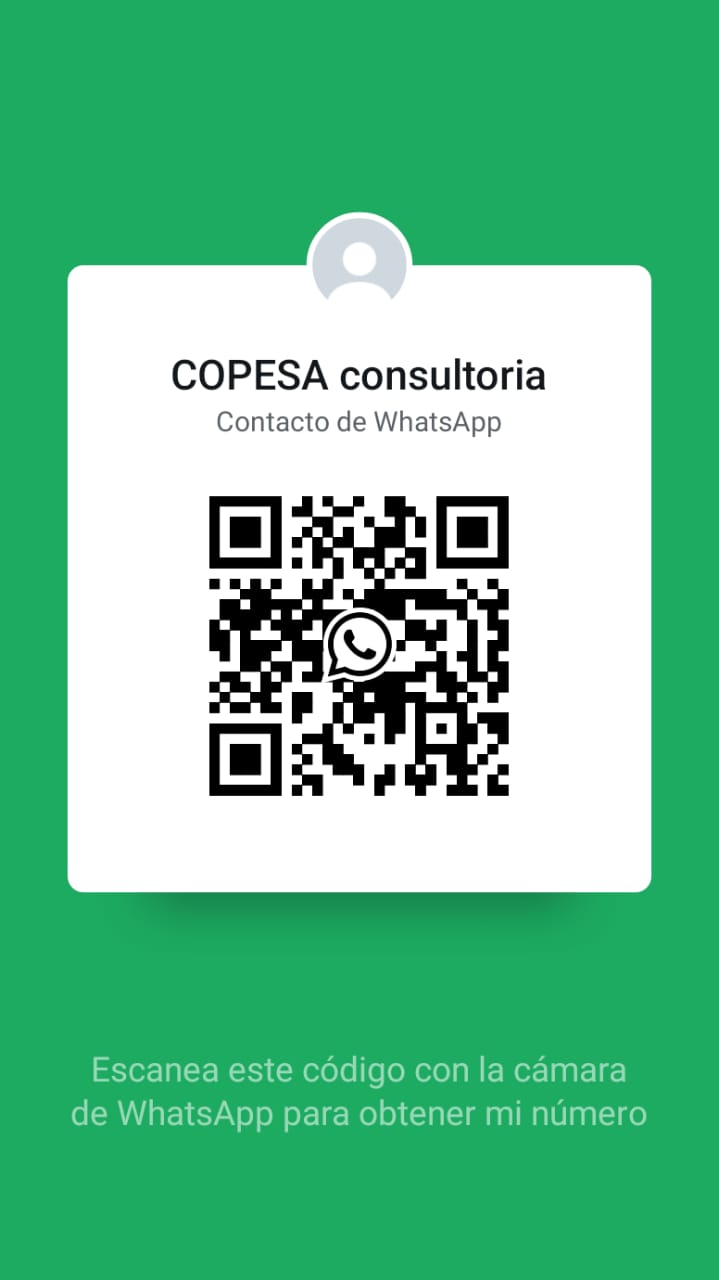 COPESA consultoria
Contacto de WhatsApp
Escanea este código con la cámara
de WhatsApp para obtener mi número